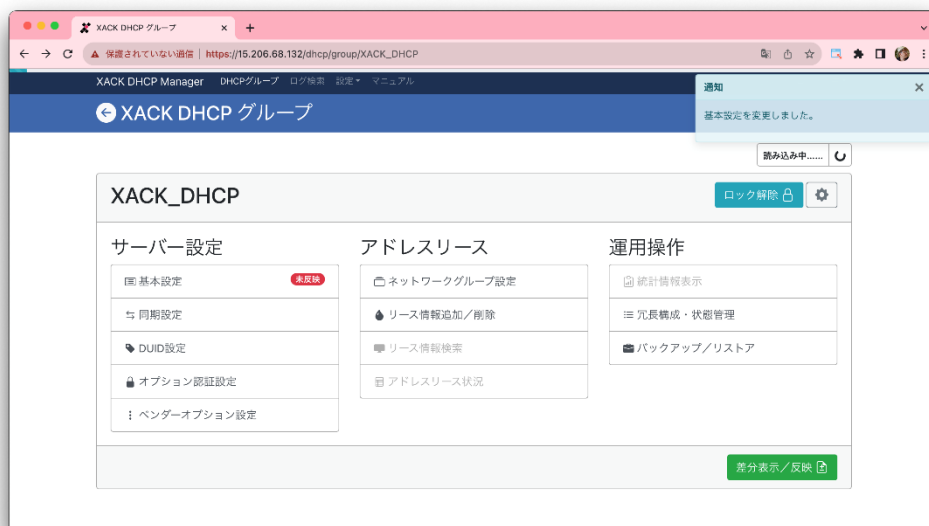 XACK DHCP グループ
保護されていない通信 | https://15.206.68.132/dhcp/group/XACK_DHCP
XACK DHCP Manager DHCPグループ ログ検索 設定 マニュアル
通知
基本設定を変更しました。
XACK DHCP グループ
読み込み中......
XACK_DHCP
ロック解除
サーバー設定
基本設定 未反映
同期設定
DUID設定
オプション認証設定
ベンダーオプション設定
アドレスリース
ネットワークグループ設定
リース情報追加/削除
リース情報検索
アドレスリース状況
運用操作
統計情報表示
冗長構成・状態管理
バックアップ/リストア
差分表示/反映